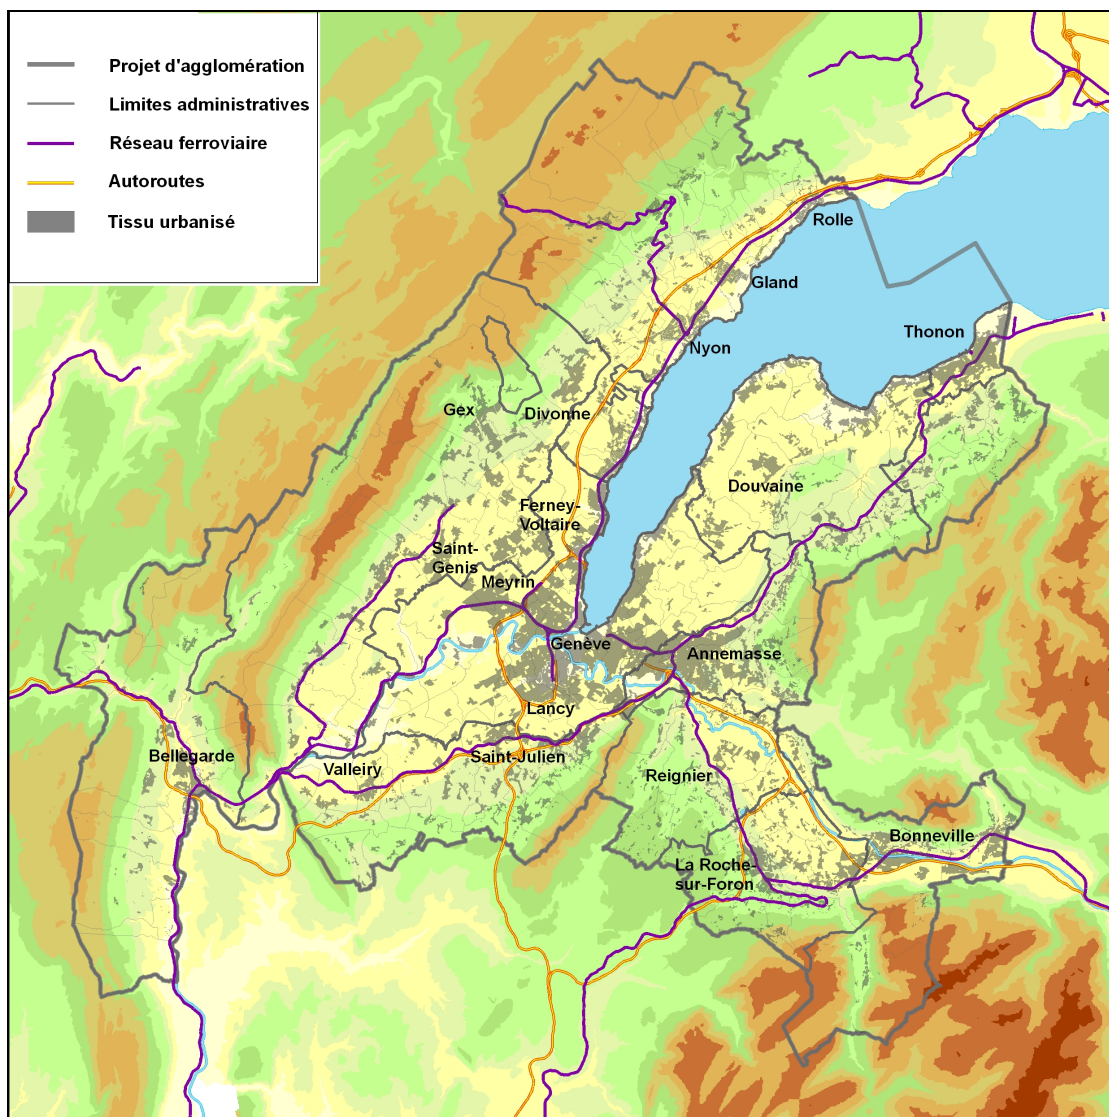 Projet d'agglomération
Limites administratives
Réseau ferroviaire
Autoroutes
Tissu urbanisé
Rolle
Gland
Thonon
Nyon
Gex
Divonne
Douvaine
Ferney-
Voltaire
Saint-
Genis
Meyrin
Genève
Annemasse
Lancy
Bellegarde
Saint-Julien
Valleiry
Reignier
Bonneville
La Roche-
sur-Foron